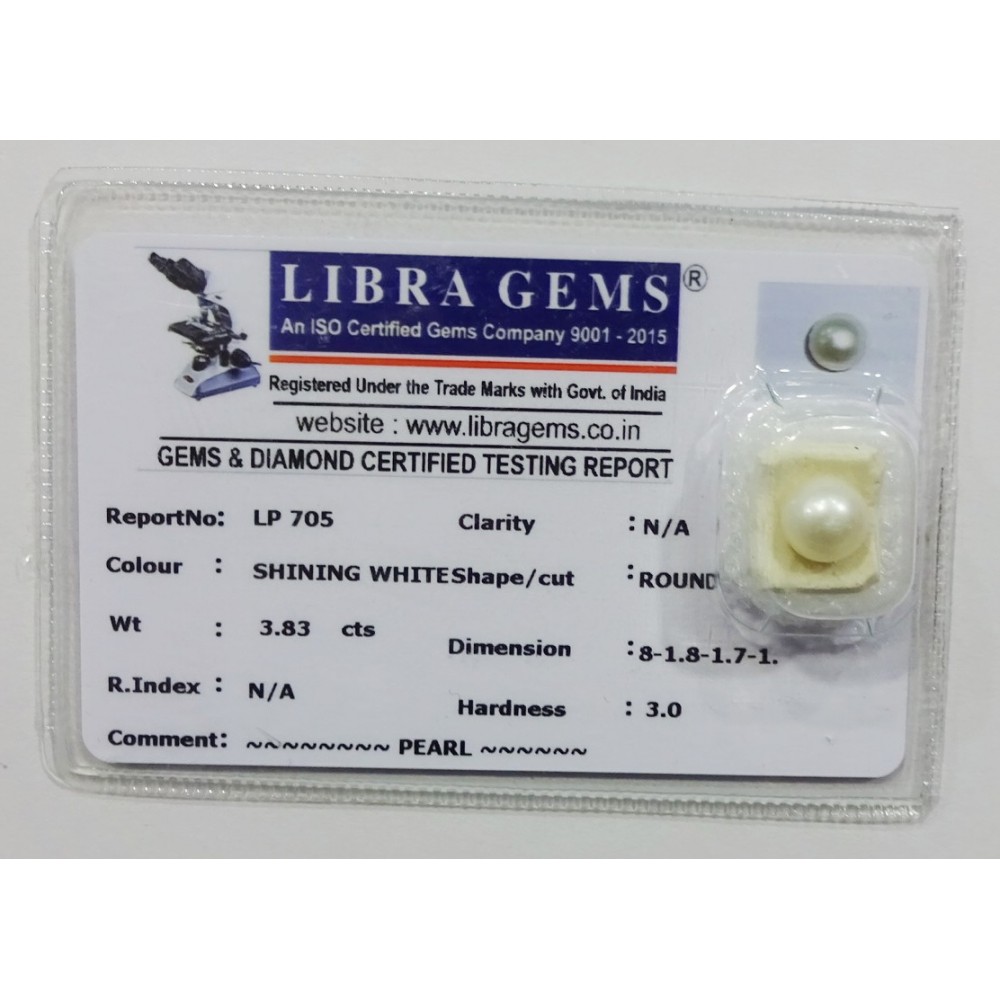 LIBRA GEMS ®
An ISO Certified Gems Company 9001 - 2015
Registered Under the Trade Marks with Govt. of India
website : www.libragems.co.in
GEMS & DIAMOND CERTIFIED TESTING REPORT
ReportNo: LP 705 Clarity : N/A
Colour : SHINING WHITE Shape/cut : ROUND
Wt : 3.83 cts Dimension : 8-1.8-1.7-1.
R.Index : N/A Hardness : 3.0
Comment: ~~~~~~~~ PEARL ~~~~~~